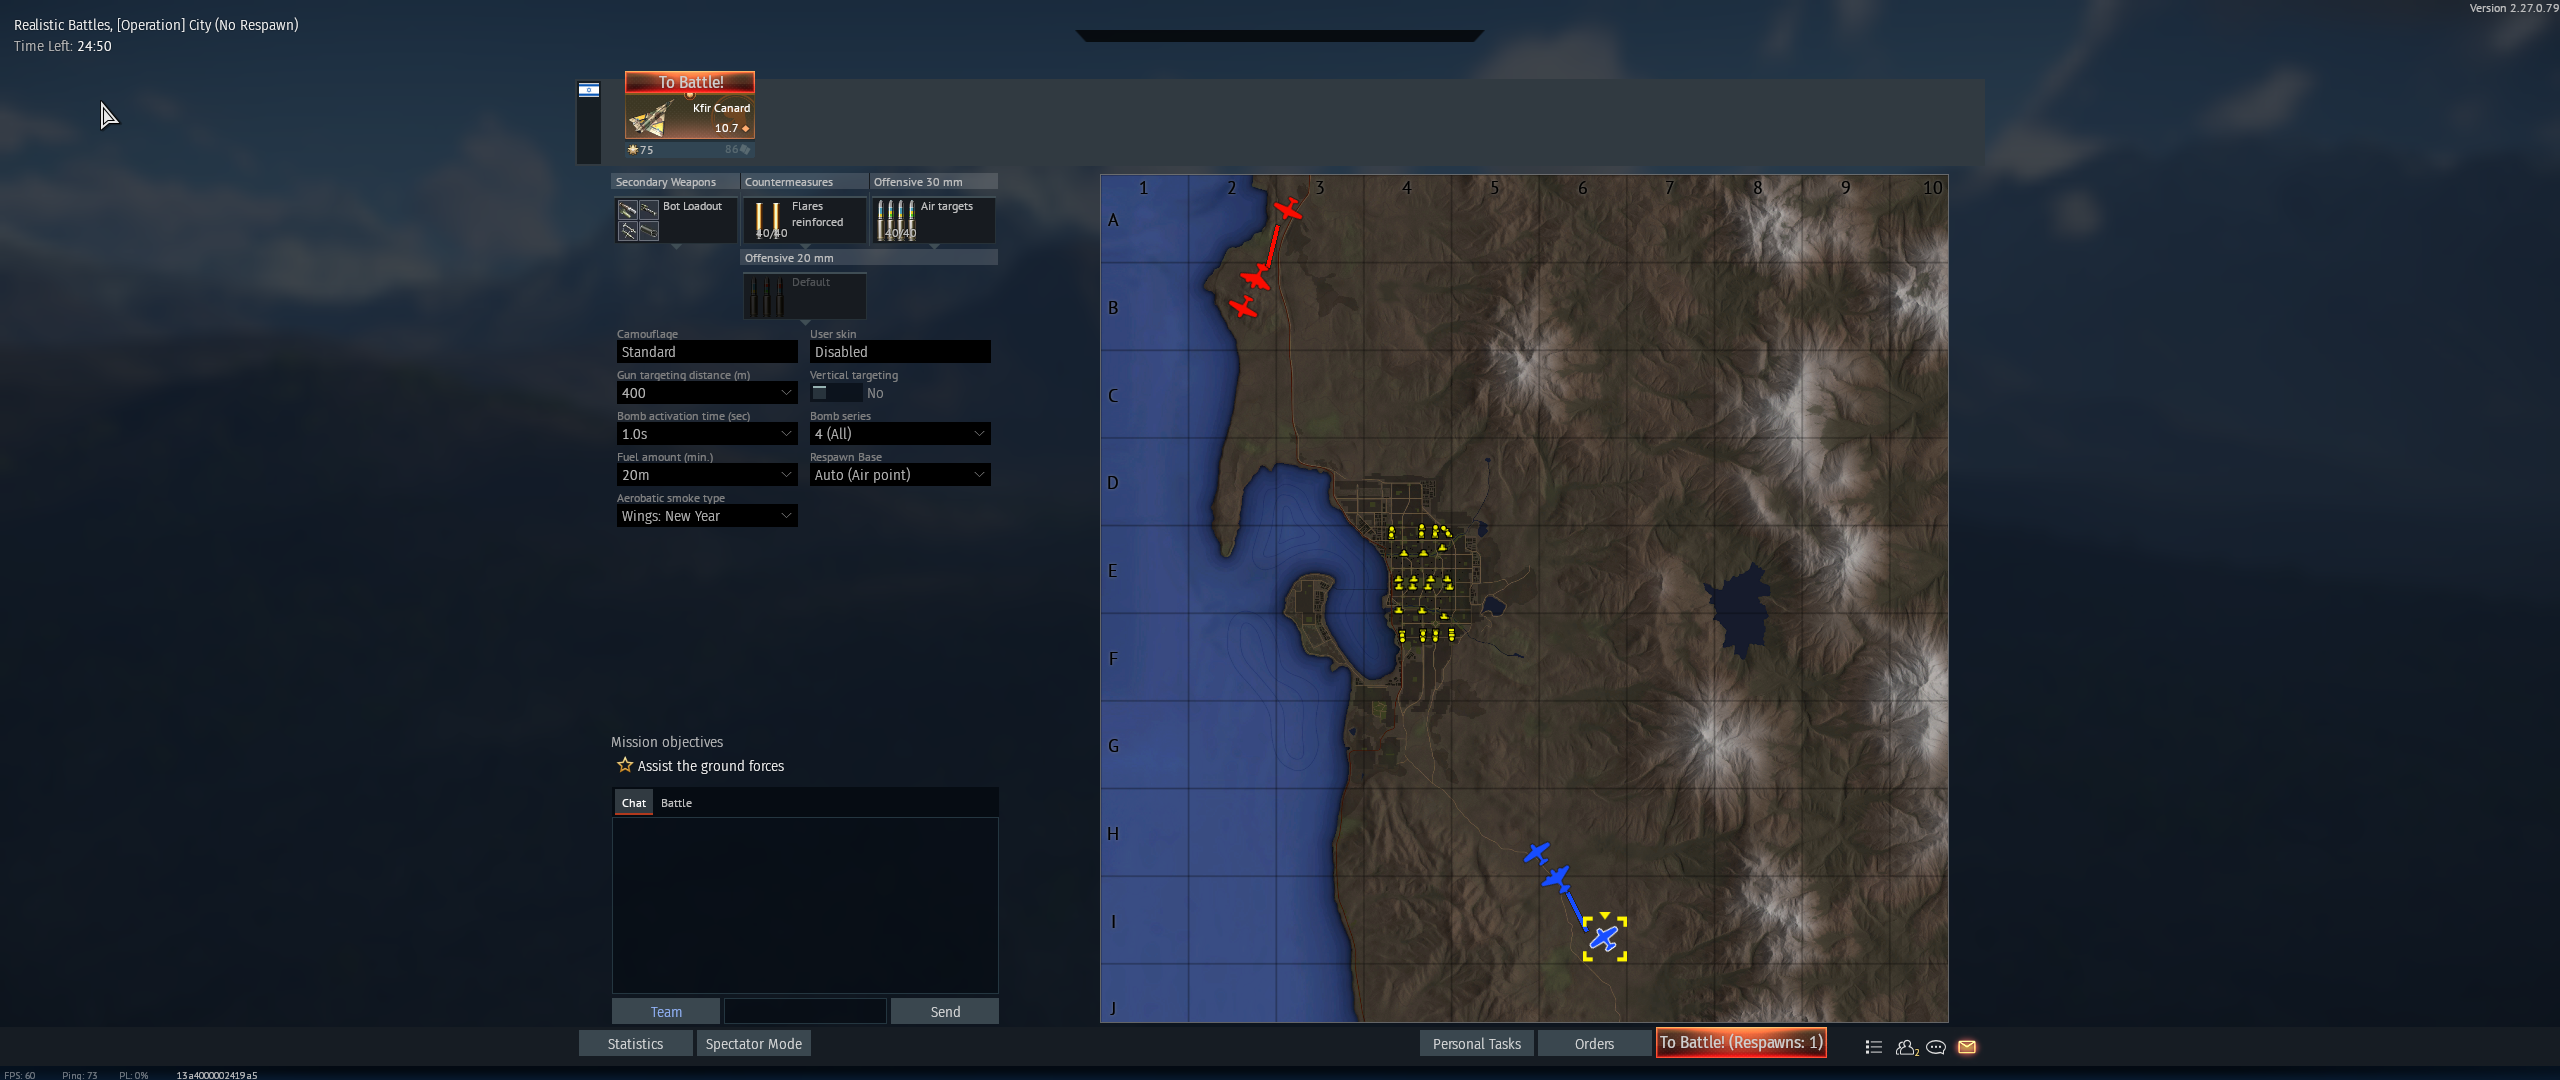 Realistic Battles, [Operation] City (No Respawn)
Time Left: 24:50
Version 2.27.0.79
To Battle!
Kfir Canard
10.7
75
86
Secondary Weapons
Countermeasures
Offensive 30 mm
Bot Loadout
Flares reinforced
40/40
Air targets
40/40
Offensive 20 mm
Default
Camouflage
User skin
Standard
Disabled
Gun targeting distance (m)
Vertical targeting
400
No
Bomb activation time (sec)
Bomb series
1.0s
4 (All)
Fuel amount (min.)
Respawn Base
20m
Auto (Air point)
Aerobatic smoke type
Wings: New Year
1 2 3 4 5 6 7 8 9 10
A
B
C
D
E
F
G
H
I
J
Mission objectives
Assist the ground forces
Chat Battle
Team
Send
Statistics
Spectator Mode
Personal Tasks
Orders
To Battle! (Respawns: 1)
2
FPS: 60 Ping: 73 PL: 0% 13a4000002419a5